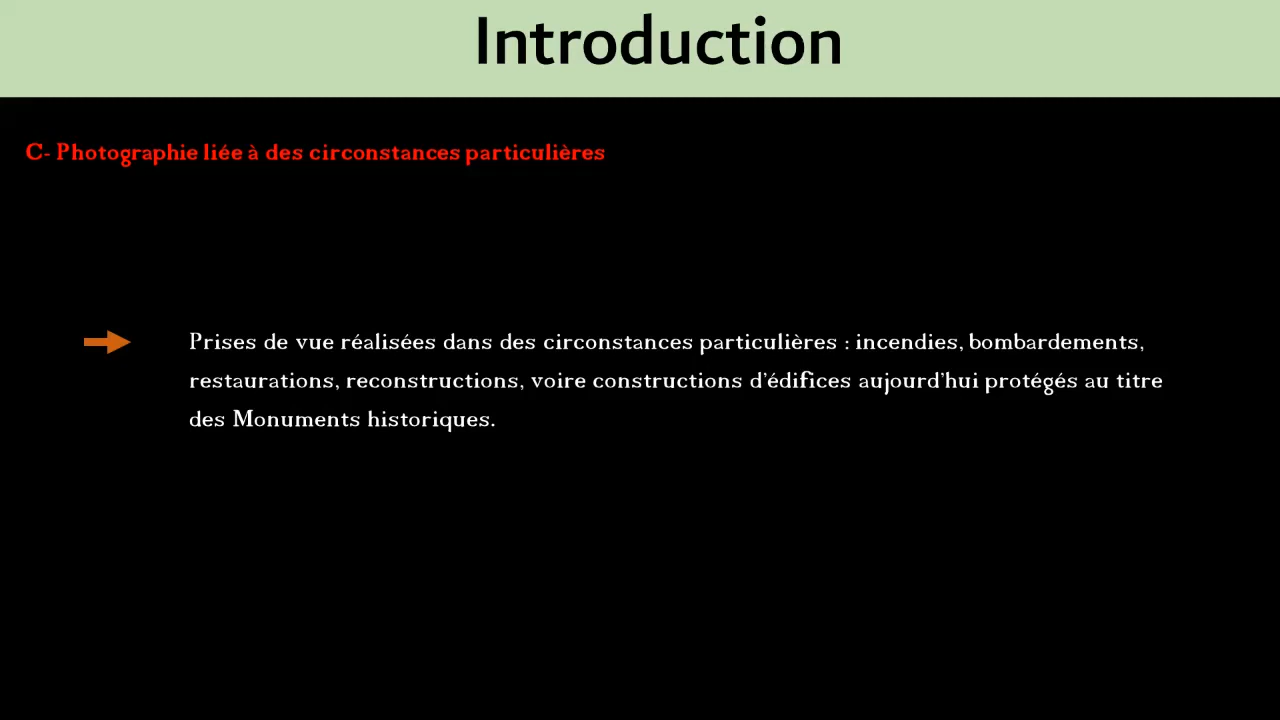 Introduction
C- Photographie liée à des circonstances particulières
Prises de vue réalisées dans des circonstances particulières : incendies, bombardements,
restaurations, reconstructions, voire constructions d'édifices aujourd'hui protégés au titre
des Monuments historiques.